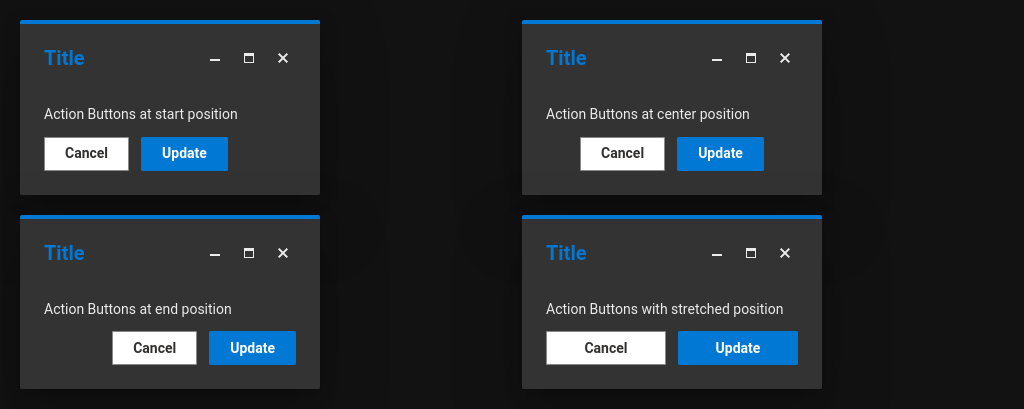 Title
Action Buttons at start position
Cancel Update
Title
Action Buttons at center position
Cancel Update
Title
Action Buttons at end position
Cancel Update
Title
Action Buttons with stretched position
Cancel Update